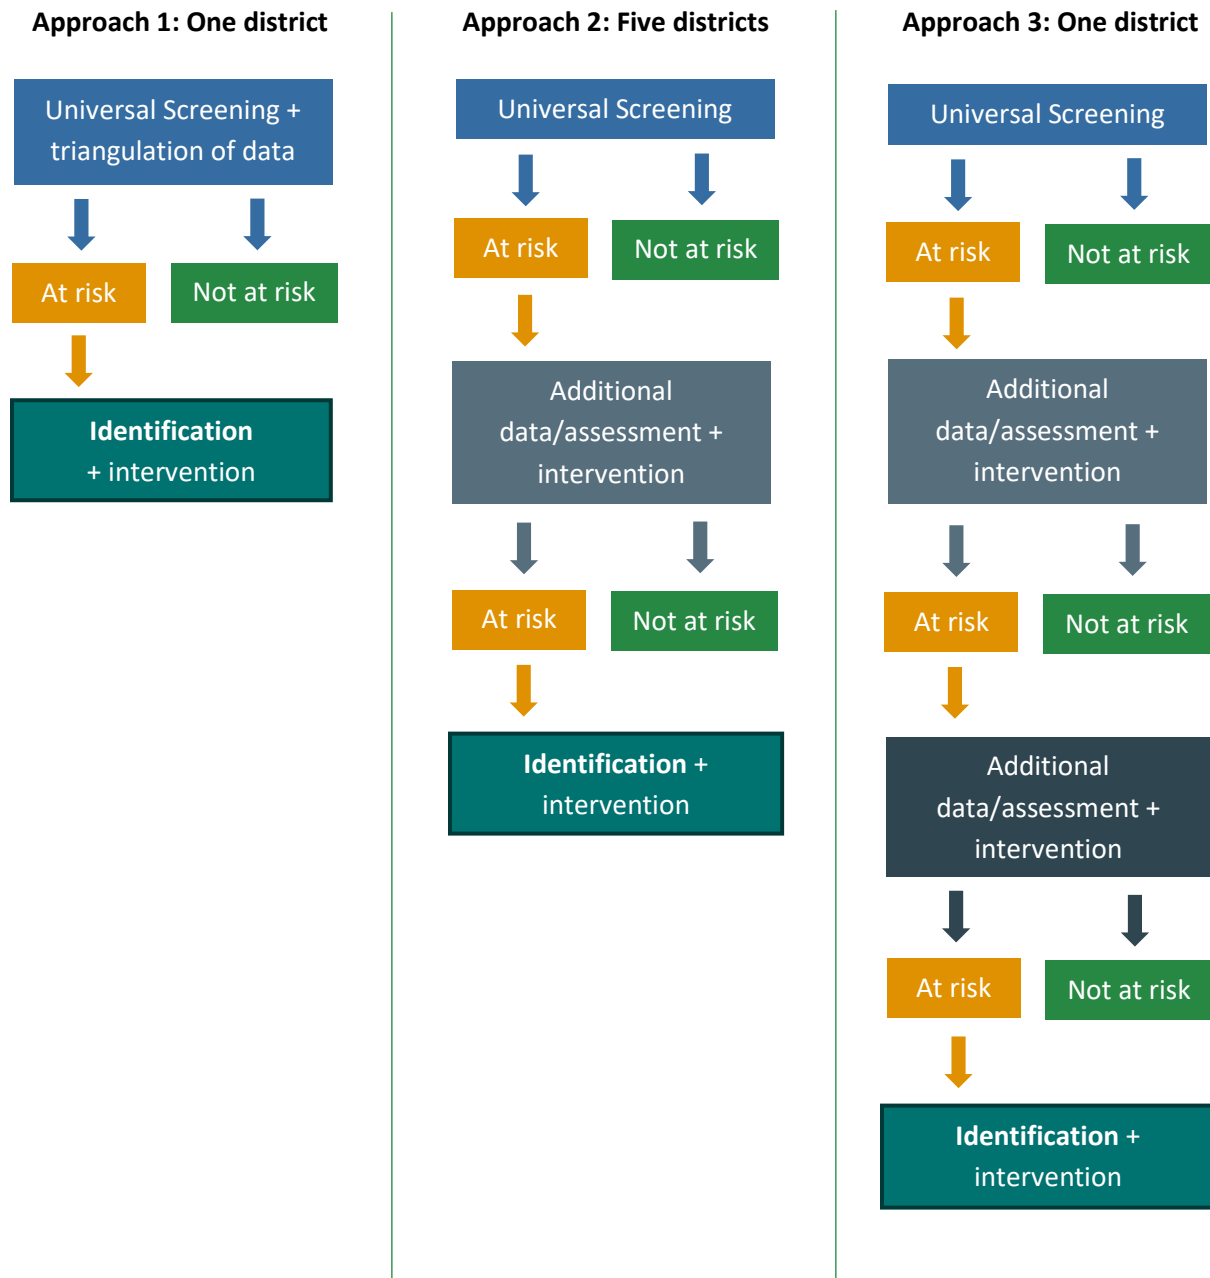 Approach 1: One district
Universal Screening +
triangulation of data
At risk
Not at risk
Identification
+ intervention
Approach 2: Five districts
Universal Screening
At risk
Not at risk
Additional
data/assessment +
intervention
At risk
Not at risk
Identification +
intervention
Approach 3: One district
Universal Screening
At risk
Not at risk
Additional
data/assessment +
intervention
At risk
Not at risk
Additional
data/assessment +
intervention
At risk
Not at risk
Identification +
intervention